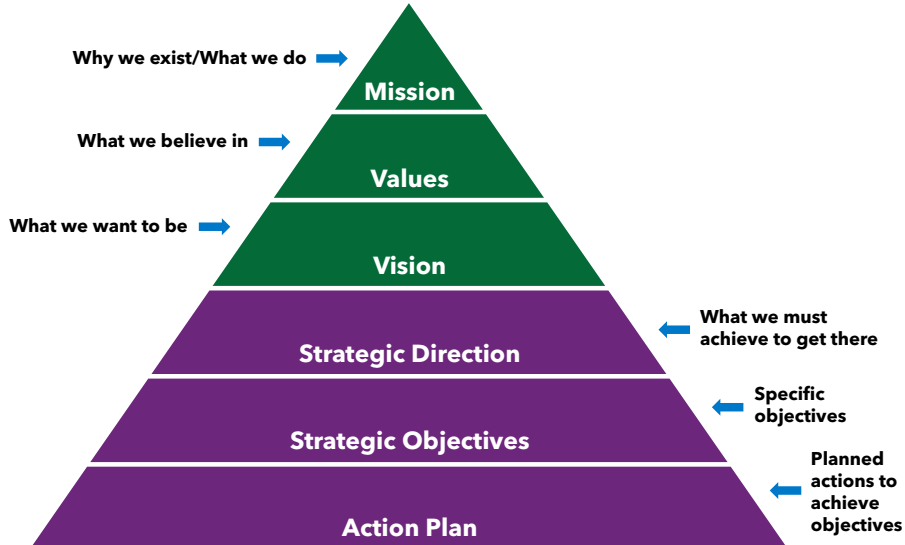 Why we exist/What we do
Mission
What we believe in
Values
What we want to be
Vision
What we must
achieve to get there
Strategic Direction
Specific
objectives
Strategic Objectives
Planned
actions to
achieve
objectives
Action Plan